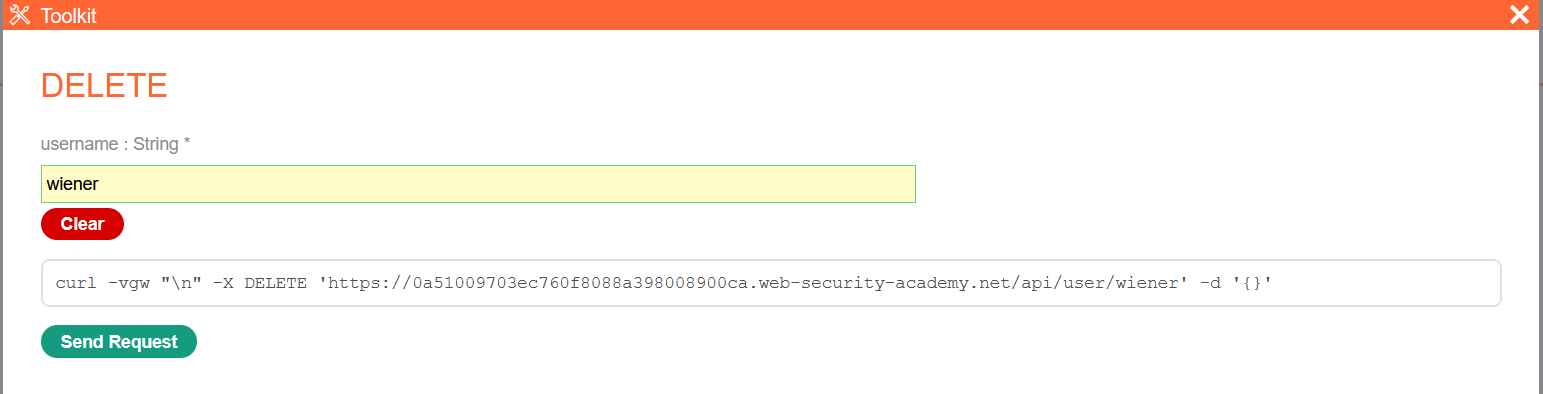 Toolkit
DELETE
username : String *
wiener
Clear
curl -vgw "\n" -X DELETE 'https://0a51009703ec760f8088a398008900ca.web-security-academy.net/api/user/wiener' -d '{}'
Send Request